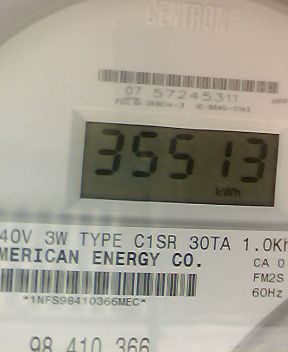 CENTRON®
07 57245311
35513
kWh
40V 3W TYPE C1SR 30TA 1.0Kh
MERICAN ENERGY CO.
CA 0
FM2S
60Hz
*1NFS98410366MEC*
98 410 366